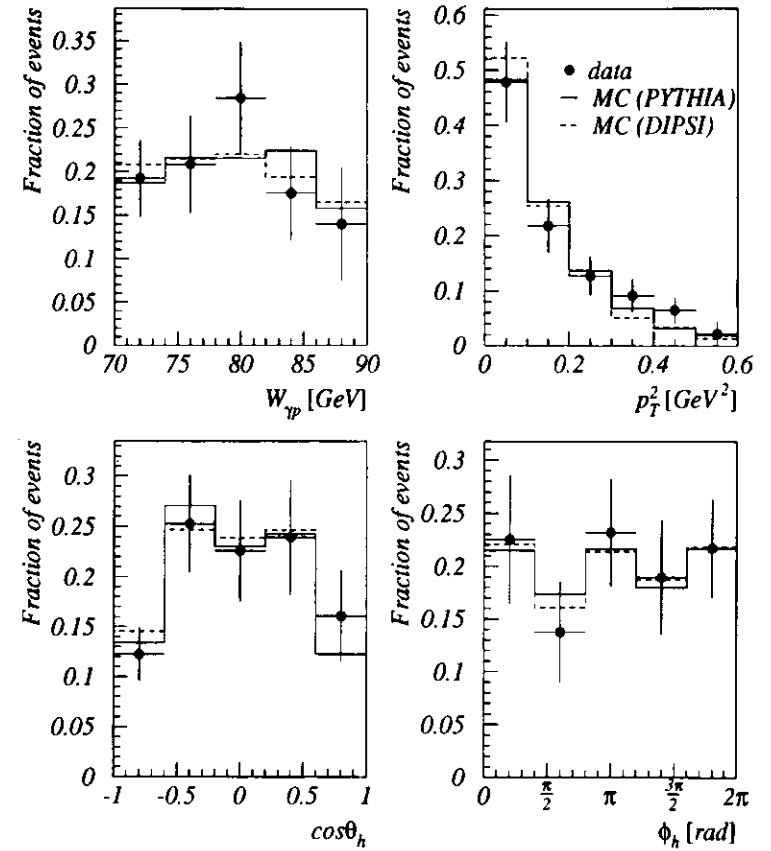 Fraction of events
0.35
0.3
0.25
0.2
0.15
0.1
0.05
0
70 75 80 85 90
W_γp [GeV]
Fraction of events
0.6
0.5
0.4
0.3
0.2
0.1
0
0 0.2 0.4 0.6
p_T^2 [GeV^2]
data
MC (PYTHIA)
MC (DIPSI)
Fraction of events
0.3
0.25
0.2
0.15
0.1
0.05
0
-1 -0.5 0 0.5 1
cosθ_h
Fraction of events
0.3
0.25
0.2
0.15
0.1
0.05
0
0 π/2 π 3π/2 2π
ϕ_h [rad]